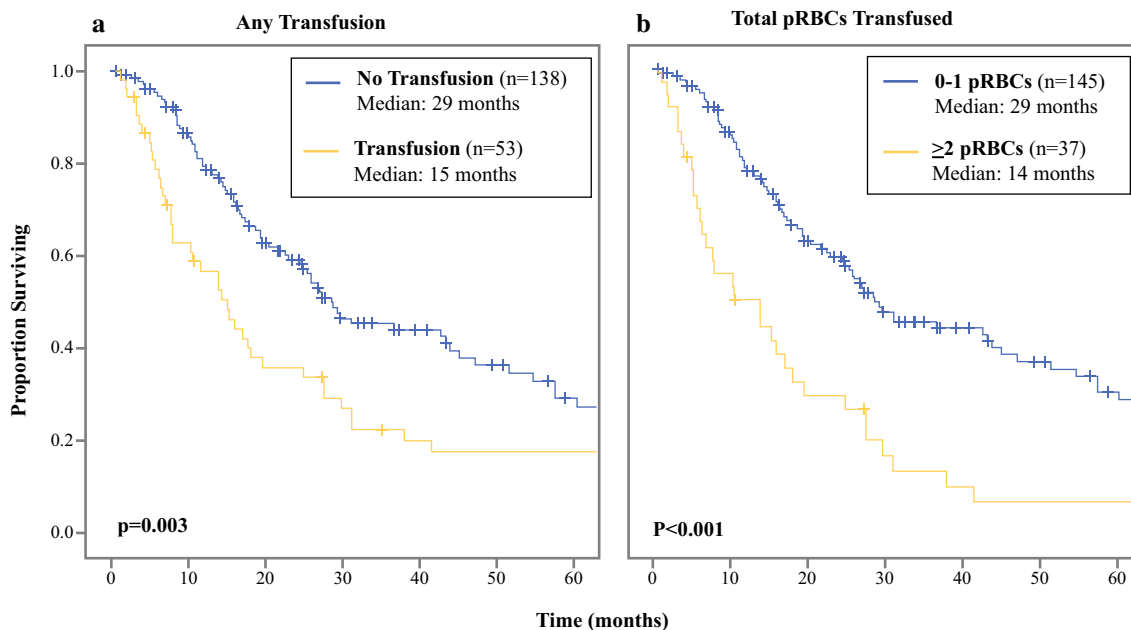 a
Any Transfusion
No Transfusion (n=138)
Median: 29 months
Transfusion (n=53)
Median: 15 months
1.0
0.8
0.6
0.4
0.2
0.0
Proportion Surviving
p=0.003
0 10 20 30 40 50 60
b
Total pRBCs Transfused
0-1 pRBCs (n=145)
Median: 29 months
≥2 pRBCs (n=37)
Median: 14 months
P<0.001
0 10 20 30 40 50 60
Time (months)